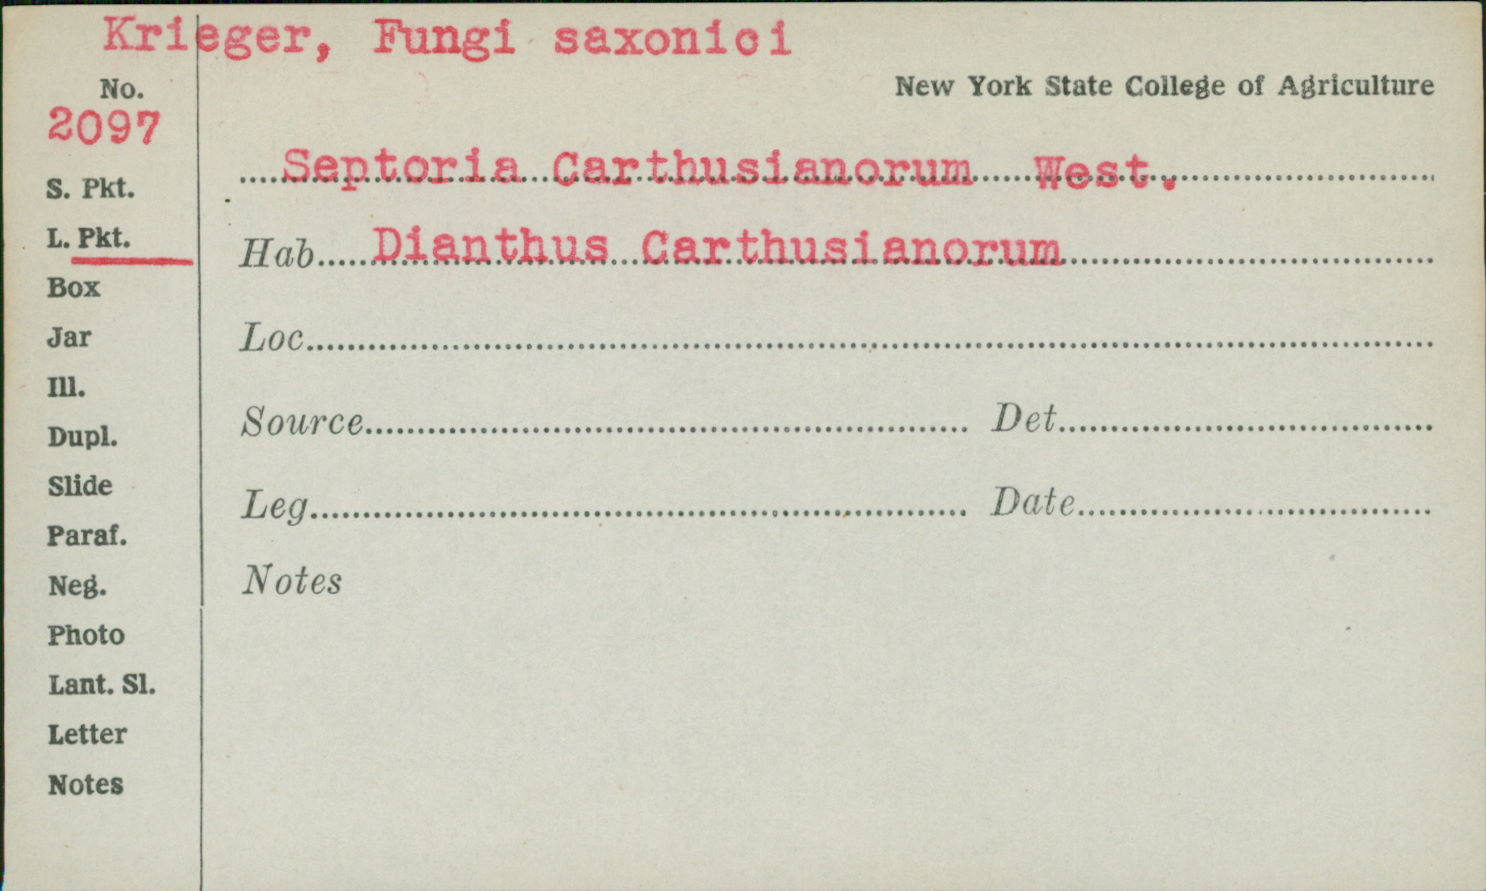 Krieger, Fungi saxonici
New York State College of Agriculture
No.
2097
Septoria Carthusianorum West.
S. Pkt.
L. Pkt.
Hab. Dianthus Carthusianorum
Box
Jar
Loc.
Ill.
Dupl.
Source Det.
Slide
Leg. Date
Paraf.
Neg.
Notes
Photo
Lant. Sl.
Letter
Notes